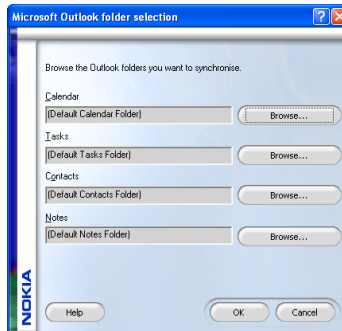 Microsoft Outlook folder selection
Browse the Outlook folders you want to synchronise.
Calendar
(Default Calendar Folder)
Browse...
Tasks
(Default Tasks Folder)
Browse...
Contacts
(Default Contacts Folder)
Browse...
Notes
(Default Notes Folder)
Browse...
NOKIA
Help
OK
Cancel